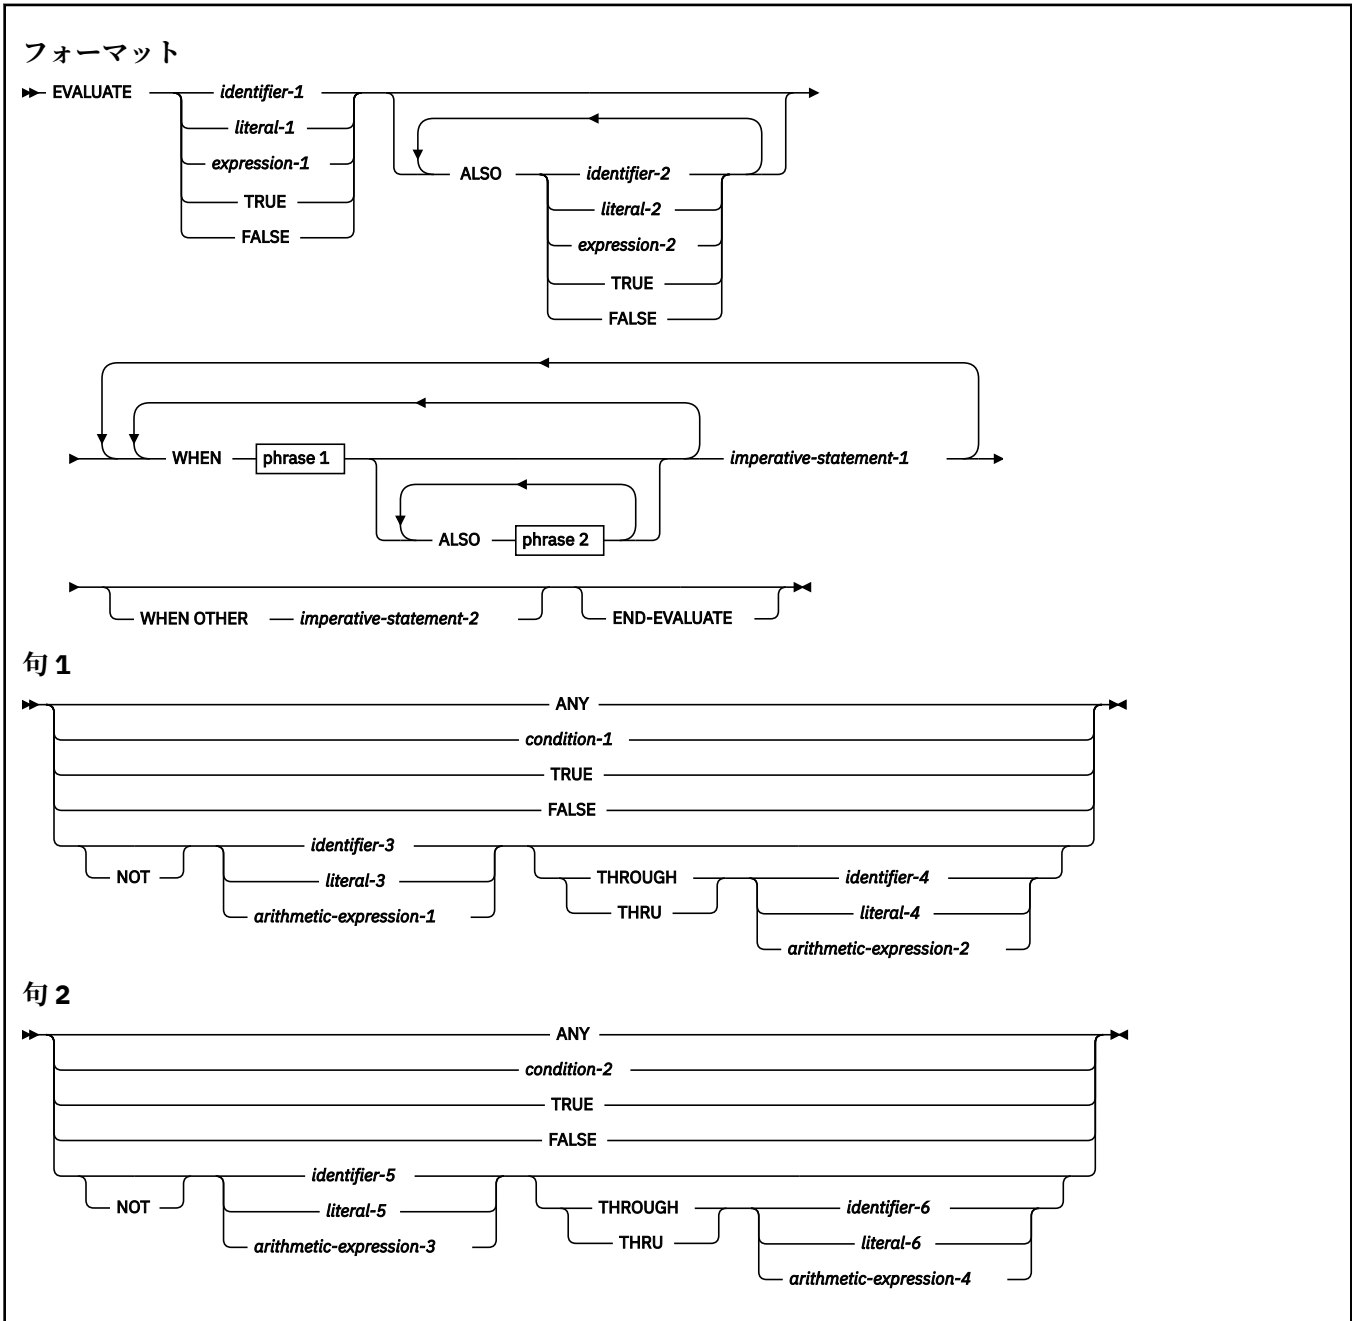 フォーマット
EVALUATE identifier-1
literal-1
expression-1
TRUE
FALSE
ALSO identifier-2
literal-2
expression-2
TRUE
FALSE
WHEN phrase 1 imperative-statement-1
ALSO phrase 2
WHEN OTHER imperative-statement-2 END-EVALUATE
句 1
ANY
condition-1
TRUE
FALSE
identifier-3
NOT literal-3
arithmetic-expression-1
THROUGH identifier-4
THRU literal-4
arithmetic-expression-2
句 2
ANY
condition-2
TRUE
FALSE
identifier-5
NOT literal-5
arithmetic-expression-3
THROUGH identifier-6
THRU literal-6
arithmetic-expression-4